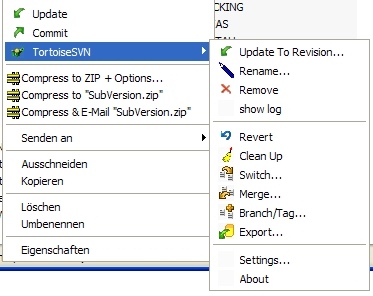 CKING
Update
AS
Commit
TortoiseSVN
Update To Revision...
Rename...
Compress to ZIP + Options...
Remove
Compress to "SubVersion.zip"
show log
Compress & E-Mail "SubVersion.zip"
Senden an
Revert
Clean Up
Ausschneiden
Switch...
Kopieren
Merge...
Löschen
Branch/Tag...
Umbenennen
Export...
Eigenschaften
Settings...
About